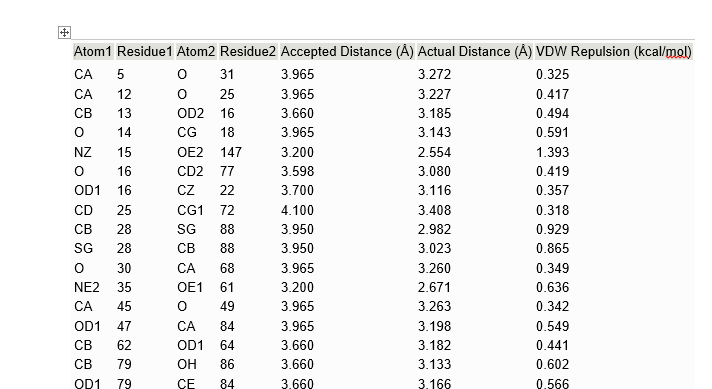 Atom1 Residue1 Atom2 Residue2 Accepted Distance (Å) Actual Distance (Å) VDW Repulsion (kcal/mol)
CA 5 O 31 3.965 3.272 0.325
CA 12 O 25 3.965 3.227 0.417
CB 13 OD2 16 3.660 3.185 0.494
O 14 CG 18 3.965 3.143 0.591
NZ 15 OE2 147 3.200 2.554 1.393
O 16 CD2 77 3.598 3.080 0.419
OD1 16 CZ 22 3.700 3.116 0.357
CD 25 CG1 72 4.100 3.408 0.318
CB 28 SG 88 3.950 2.982 0.929
SG 28 CB 88 3.950 3.023 0.865
O 30 CA 68 3.965 3.260 0.349
NE2 35 OE1 61 3.200 2.671 0.636
CA 45 O 49 3.965 3.263 0.342
OD1 47 CA 84 3.965 3.198 0.549
CB 62 OD1 64 3.660 3.182 0.441
CB 79 OH 86 3.660 3.133 0.602
OD1 79 CE 84 3.660 3.166 0.566